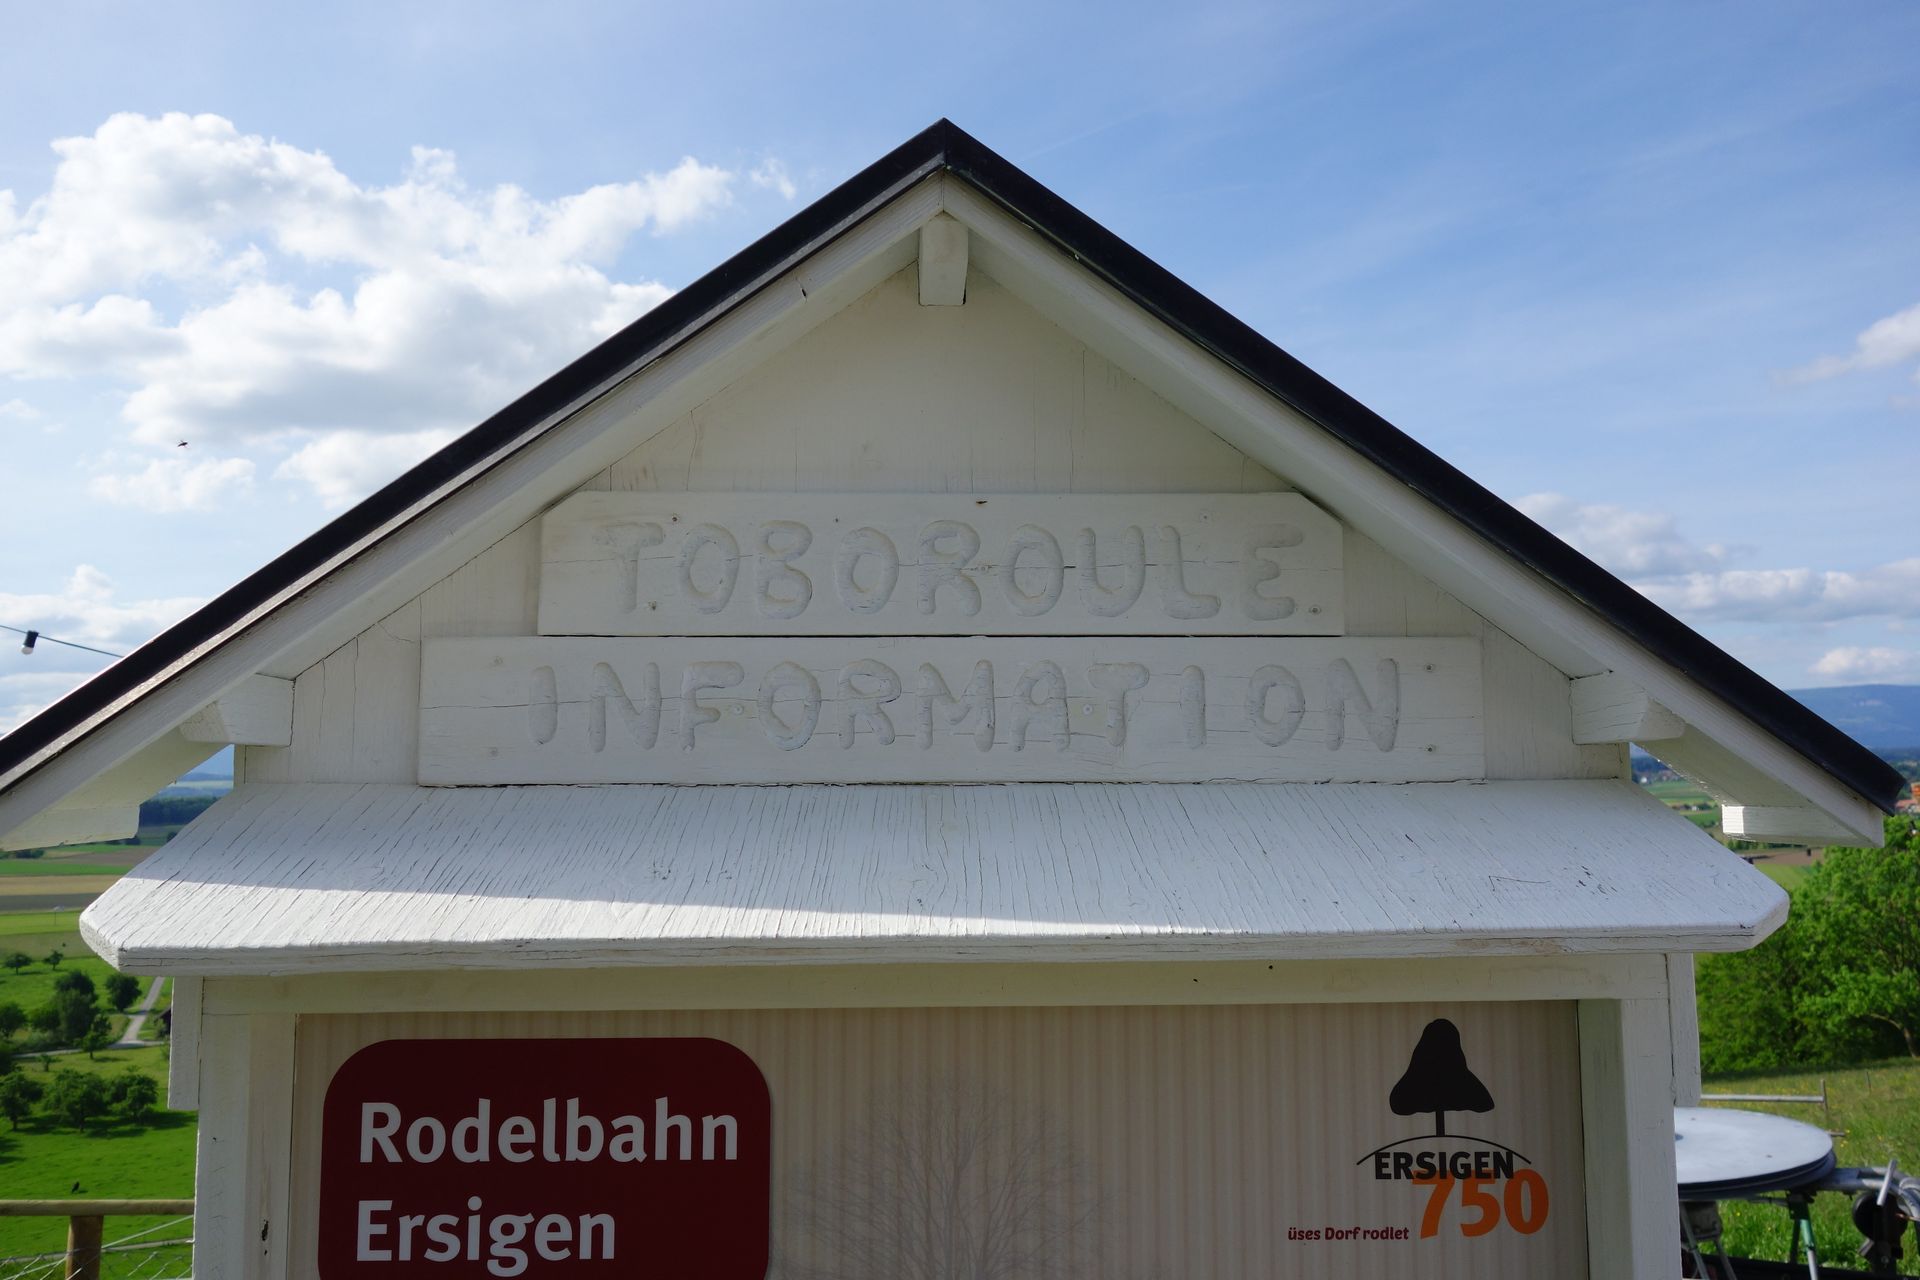 TOBOROULE
INFORMATION
Rodelbahn
Ersigen
ERSIGEN
750
üses Dorf rodlet